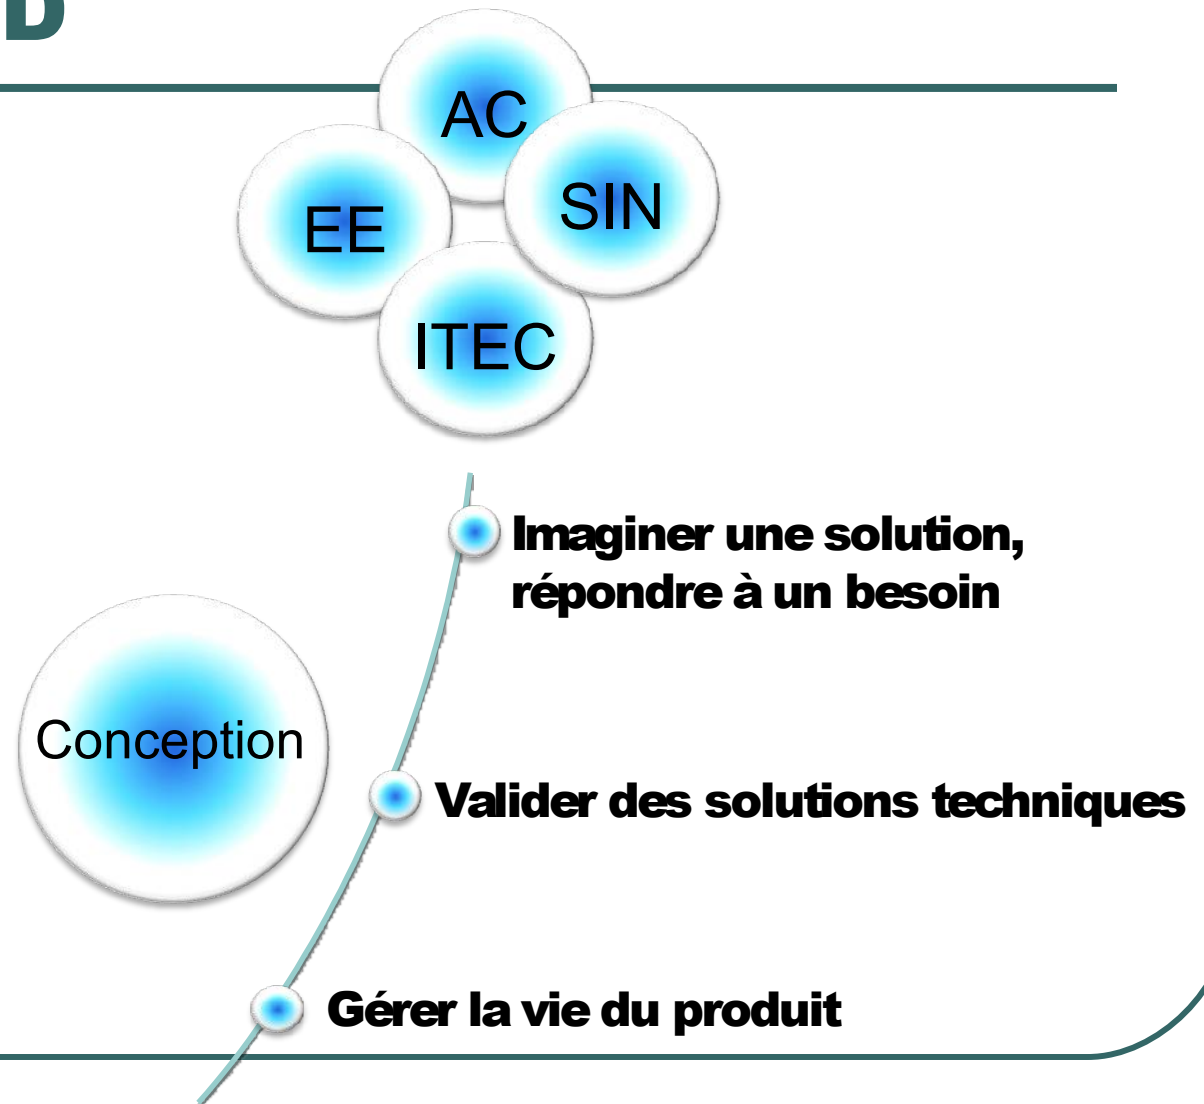 D
AC
SIN
EE
ITEC
Imaginer une solution,
répondre à un besoin
Conception
Valider des solutions techniques
Gérer la vie du produit